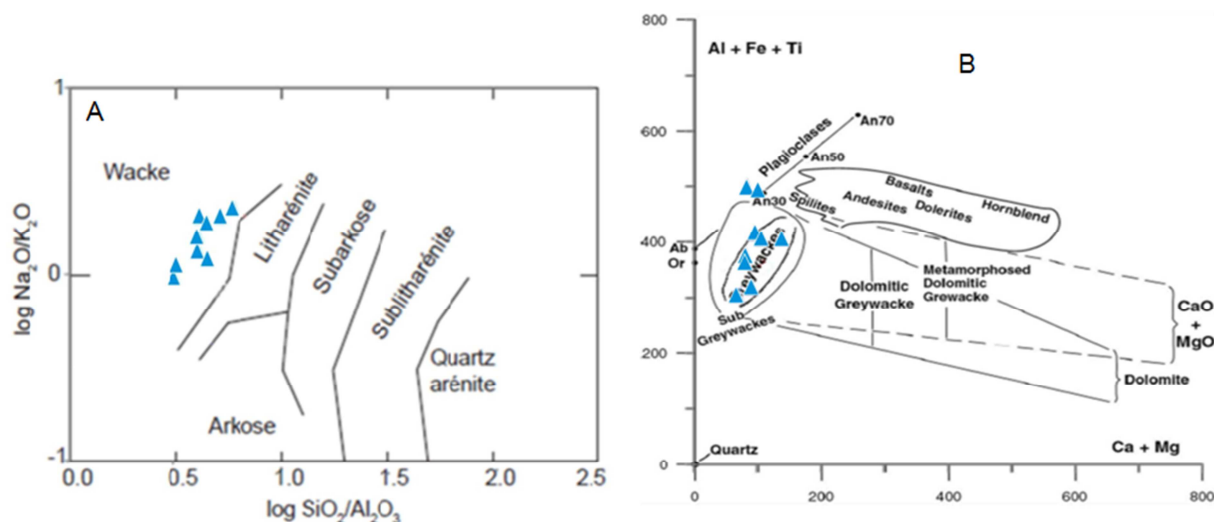 A
1
log Na₂O/K₂O
0
-1
Wacke
Litharénite
Subarkose
Sublitharénite
Quartz
arénite
Arkose
0.0 0.5 1.0 1.5 2.0 2.5
log SiO₂/Al₂O₃
B
800
Al + Fe + Ti
600
400
200
0
An70
Plagioclases
An50
An30
Spilites
Basalts
Andesites
Dolerites
Hornblend
Ab
Or
Greywackes
Sub
Greywackes
Dolomitic
Greywacke
Metamorphosed
Dolomitic
Grewacke
CaO
+
MgO
Dolomite
Quartz
Ca + Mg
0 200 400 600 800